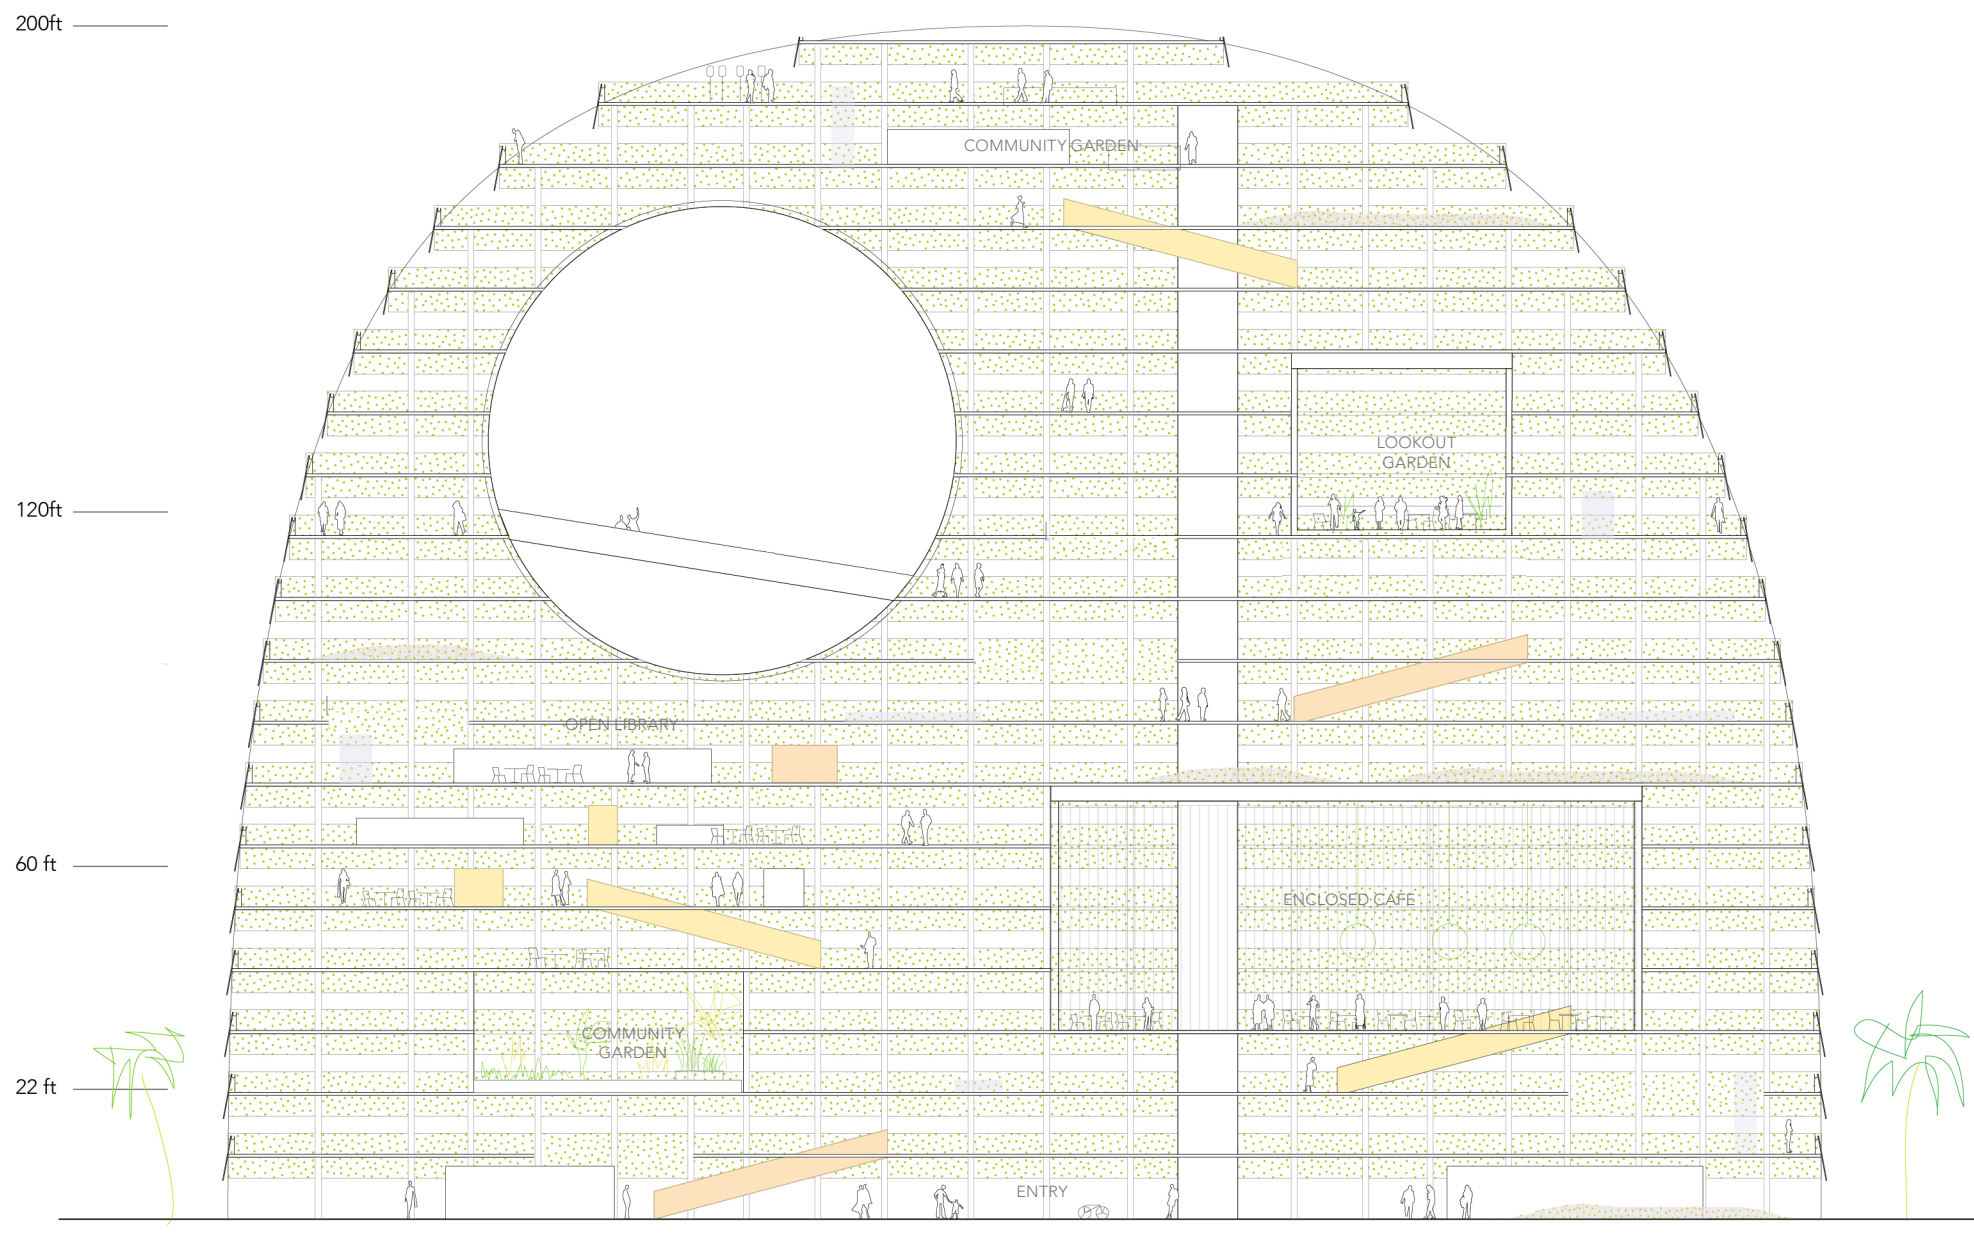 200ft
COMMUNITY GARDEN
LOOKOUT
GARDEN
120ft
OPEN LIBRARY
60 ft
ENCLOSED CAFE
COMMUNITY
GARDEN
22 ft
ENTRY